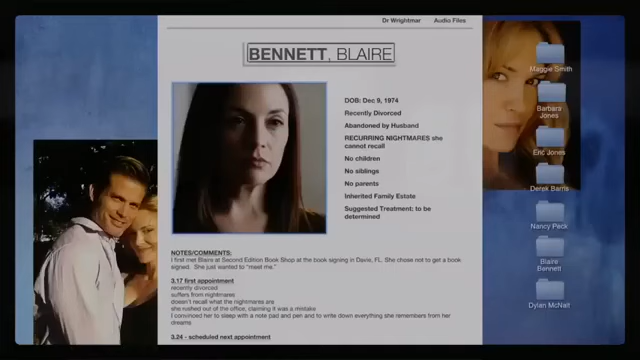 Dr Wrightmar Audio Files
BENNETT, BLAIRE
DOB: Dec 9, 1974
Recently Divorced
Abandoned by Husband
RECURRING NIGHTMARES she
cannot recall
No children
No siblings
No parents
Inherited Family Estate
Suggested Treatment: to be
determined
NOTES/COMMENTS:
I first met Blaire at Second Edition Book Shop at the book signing in Davie, FL. She chose not to get a book
signed. She just wanted to "meet me."
3.17 first appointment
recently divorced
suffers from nightmares
doesn't recall what the nightmares are
she rushed out of the office, claiming it was a mistake
I convinced her to sleep with a note pad and pen and to write down everything she remembers from her
dreams
3.24 - scheduled next appointment
Maggie Smith
Barbara
Jones
Eric Jones
Derek Barris
Nancy Peck
Blaire
Bennett
Dylan McNait